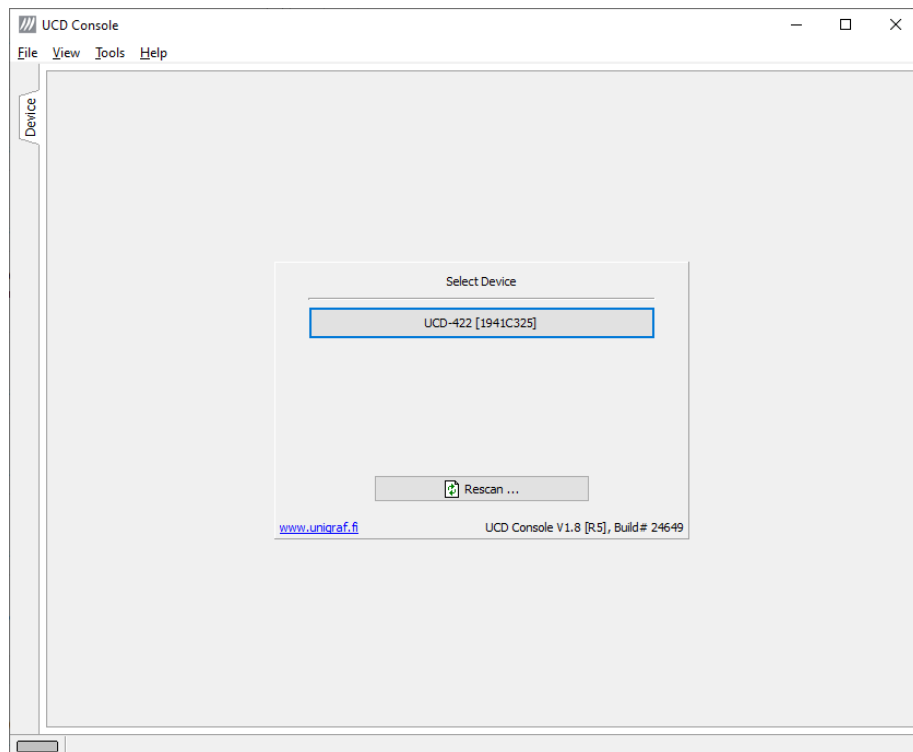 UCD Console
File View Tools Help
Device
Select Device
UCD-422 [1941C325]
Rescan ...
www.unigraf.fi UCD Console V1.8 [R5], Build# 24649